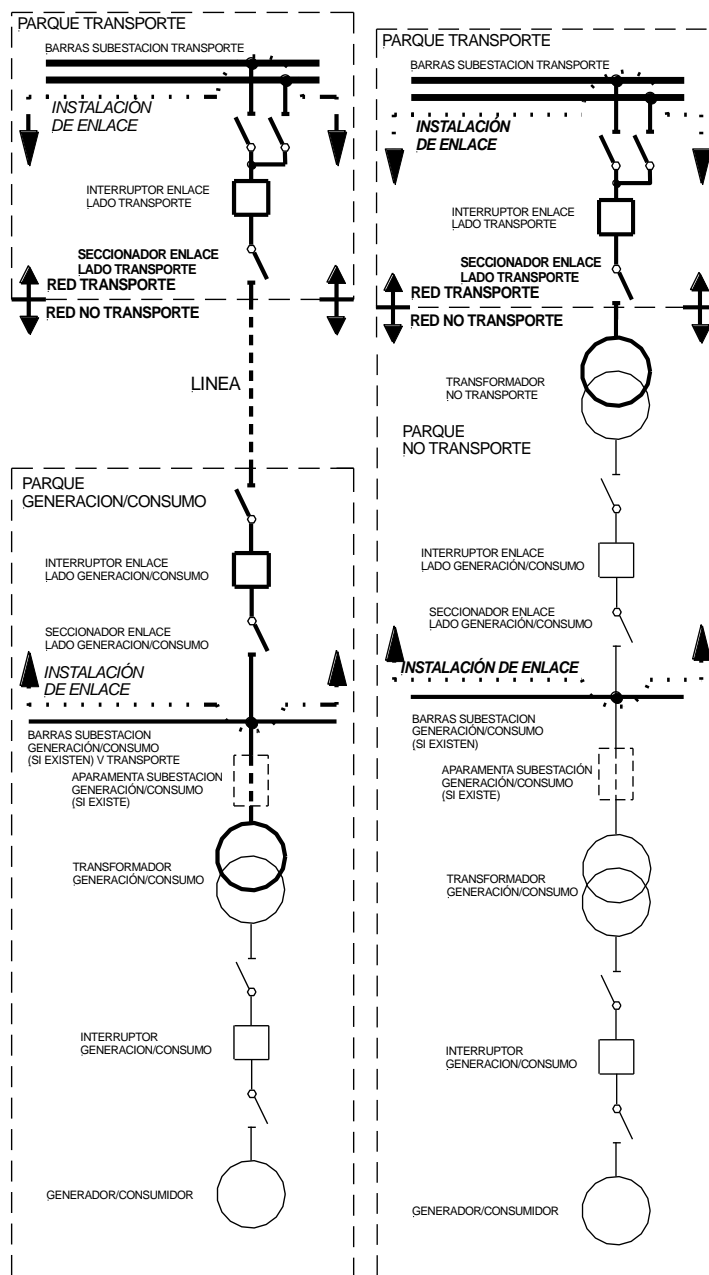 PARQUE TRANSPORTE
BARRAS SUBESTACION TRANSPORTE
INSTALACIÓN
DE ENLACE
INTERRUPTOR ENLACE
LADO TRANSPORTE
SECCIONADOR ENLACE
LADO TRANSPORTE
RED TRANSPORTE
RED NO TRANSPORTE
LINEA
PARQUE
GENERACION/CONSUMO
INTERRUPTOR ENLACE
LADO GENERACION/CONSUMO
SECCIONADOR ENLACE
LADO GENERACION/CONSUMO
INSTALACIÓN
DE ENLACE
BARRAS SUBESTACION
GENERACIÓN/CONSUMO
(SI EXISTEN) V TRANSPORTE
APARAMENTA SUBESTACION
GENERACIÓN/CONSUMO
(SI EXISTE)
TRANSFORMADOR
GENERACIÓN/CONSUMO
INTERRUPTOR
GENERACION/CONSUMO
GENERADOR/CONSUMIDOR
PARQUE TRANSPORTE
BARRAS SUBESTACION TRANSPORTE
INSTALACIÓN
DE ENLACE
INTERRUPTOR ENLACE
LADO TRANSPORTE
SECCIONADOR ENLACE
LADO TRANSPORTE
RED TRANSPORTE
RED NO TRANSPORTE
TRANSFORMADOR
NO TRANSPORTE
PARQUE
NO TRANSPORTE
INTERRUPTOR ENLACE
LADO GENERACIÓN/CONSUMO
SECCIONADOR ENLACE
LADO GENERACIÓN/CONSUMO
INSTALACIÓN DE ENLACE
BARRAS SUBESTACION
GENERACIÓN/CONSUMO
(SI EXISTEN)
APARAMENTA SUBESTACIÓN
GENERACIÓN/CONSUMO
(SI EXISTE)
TRANSFORMADOR
GENERACIÓN/CONSUMO
INTERRUPTOR
GENERACION/CONSUMO
GENERADOR/CONSUMIDOR